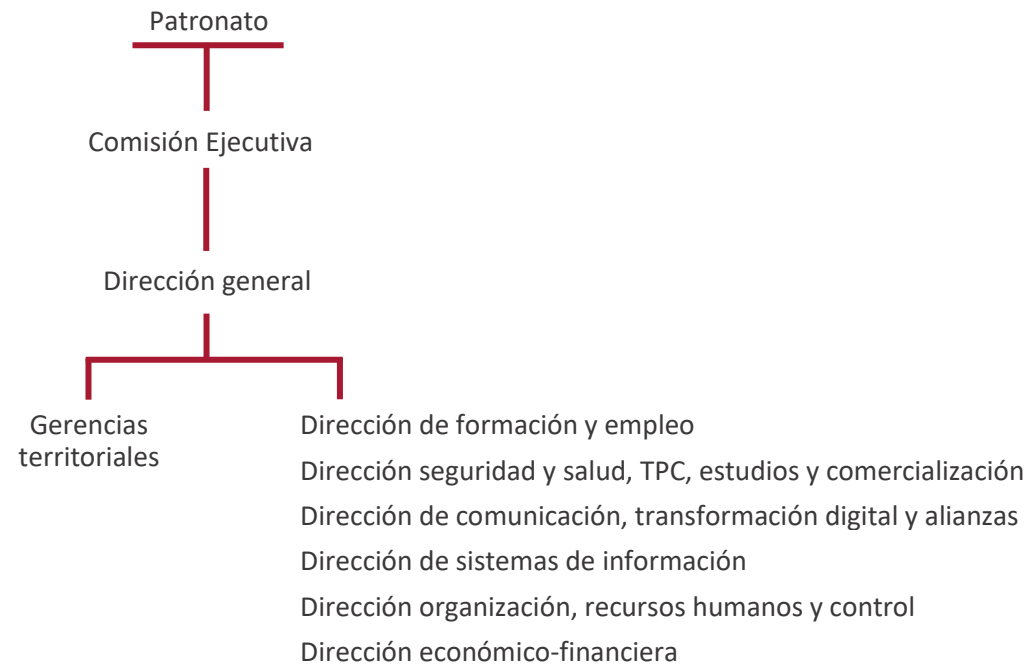 Patronato
Comisión Ejecutiva
Dirección general
Gerencias
territoriales
Dirección de formación y empleo
Dirección seguridad y salud, TPC, estudios y comercialización
Dirección de comunicación, transformación digital y alianzas
Dirección de sistemas de información
Dirección organización, recursos humanos y control
Dirección económico-financiera